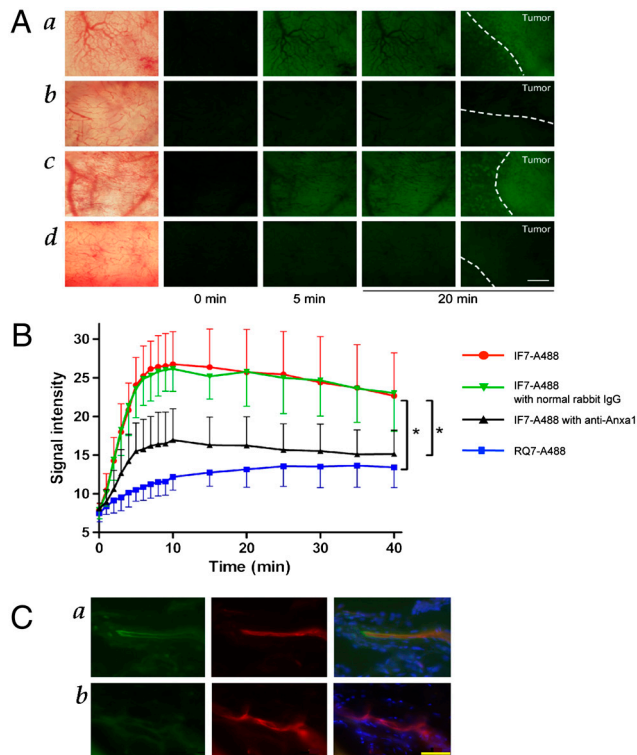 A
a
Tumor
b
Tumor
c
Tumor
d
Tumor
0 min
5 min
20 min
B
Signal intensity
30
25
20
15
10
5
0
10
20
30
40
Time (min)
*
*
IF7-A488
IF7-A488
with normal rabbit IgG
IF7-A488 with anti-Anxa1
RQ7-A488
C
a
b